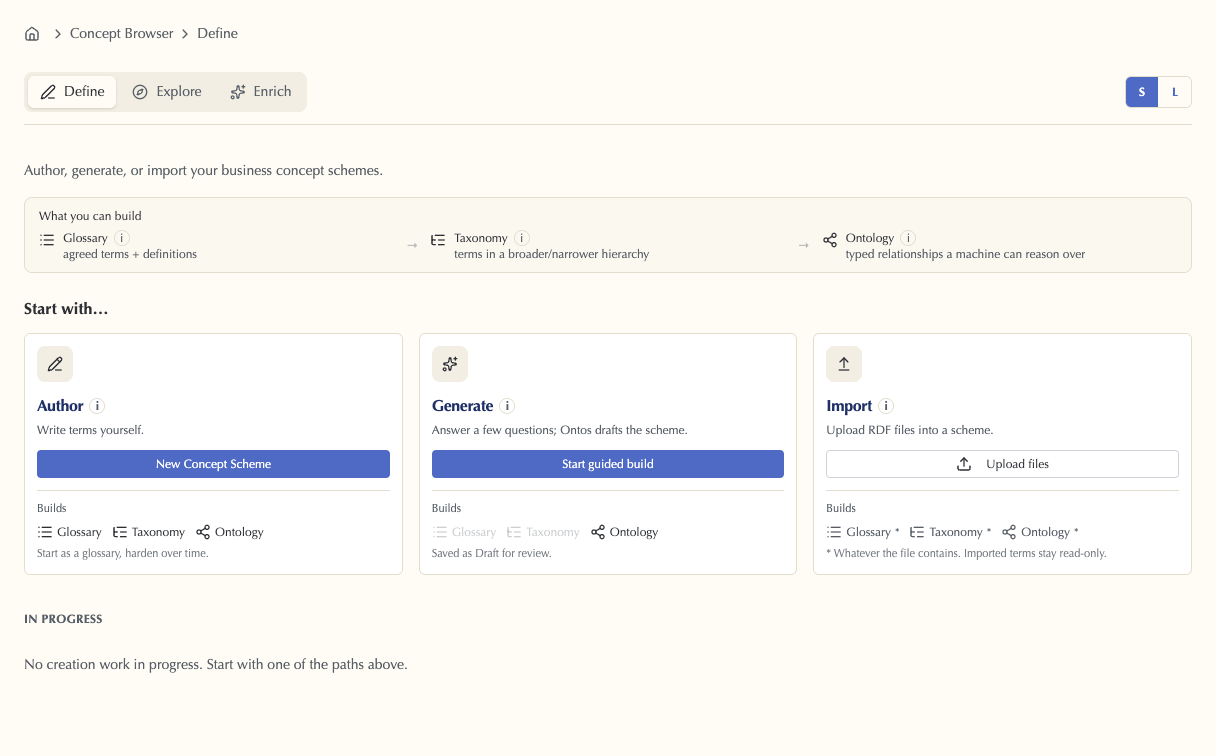 Concept Browser Define
Define Explore Enrich S L
Author, generate, or import your business concept schemes.
What you can build
Glossary i
agreed terms + definitions
→
Taxonomy i
terms in a broader/narrower hierarchy
→
Ontology i
typed relationships a machine can reason over
Start with...
Author i
Write terms yourself.
New Concept Scheme
Builds
Glossary Taxonomy Ontology
Start as a glossary, harden over time.
Generate i
Answer a few questions; Ontos drafts the scheme.
Start guided build
Builds
Glossary Taxonomy Ontology
Saved as Draft for review.
Import i
Upload RDF files into a scheme.
Upload files
Builds
Glossary * Taxonomy * Ontology *
* Whatever the file contains. Imported terms stay read-only.
IN PROGRESS
No creation work in progress. Start with one of the paths above.